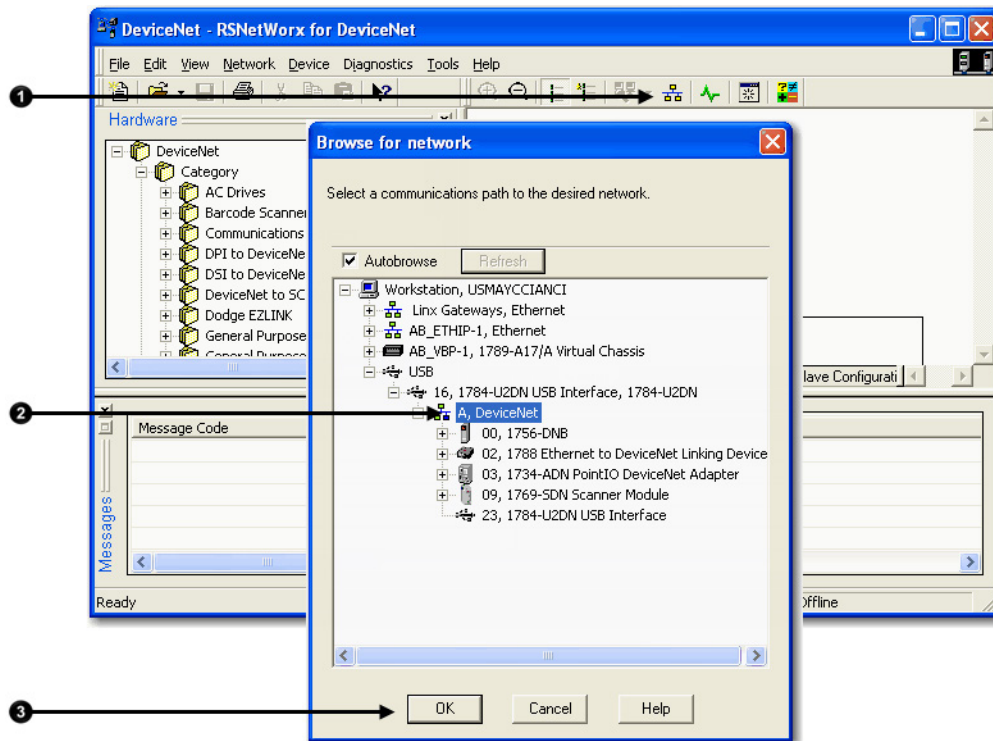 DeviceNet - RSNetWorx for DeviceNet
File Edit View Network Device Diagnostics Tools Help
1
Hardware
DeviceNet
Category
AC Drives
Barcode Scanner
Communications
DPI to DeviceNe
DSI to DeviceNe
DeviceNet to SC
Dodge EZLINK
General Purpose
General Purpose
Browse for network
Select a communications path to the desired network.
Autobrowse Refresh
Workstation, USMAYCCIANCI
Linx Gateways, Ethernet
AB_ETHIP-1, Ethernet
AB_VBP-1, 1789-A17/A Virtual Chassis
USB
16, 1784-U2DN USB Interface, 1784-U2DN
2
A, DeviceNet
00, 1756-DNB
02, 1788 Ethernet to DeviceNet Linking Device
03, 1734-ADN PointIO DeviceNet Adapter
09, 1769-SDN Scanner Module
23, 1784-U2DN USB Interface
lave Configurati
Messages
Message Code
Ready
Offline
3
OK Cancel Help